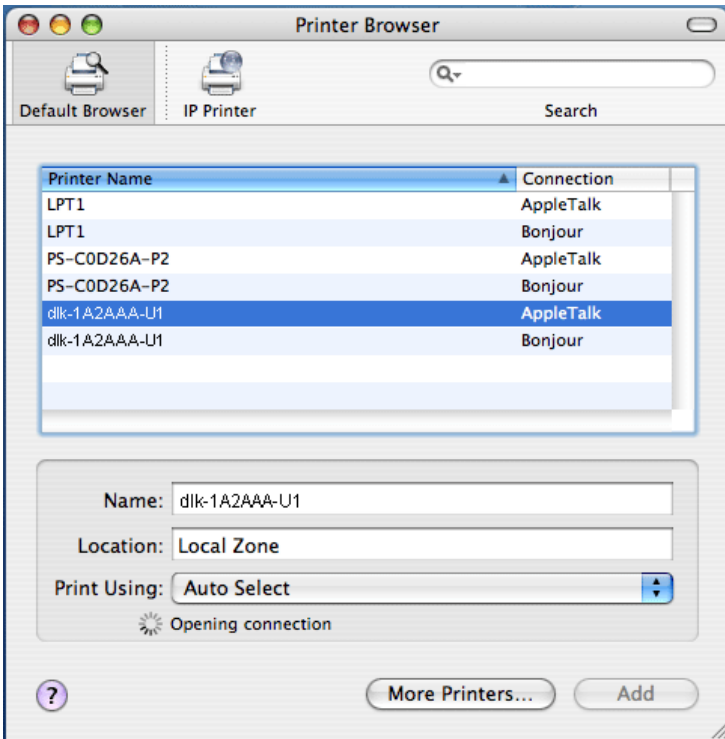 Printer Browser
Default Browser
IP Printer
Search
Printer Name Connection
LPT1 AppleTalk
LPT1 Bonjour
PS-C0D26A-P2 AppleTalk
PS-C0D26A-P2 Bonjour
dlk-1A2AAA-U1 AppleTalk
dlk-1A2AAA-U1 Bonjour
Name: dlk-1A2AAA-U1
Location: Local Zone
Print Using: Auto Select
Opening connection
? More Printers... Add